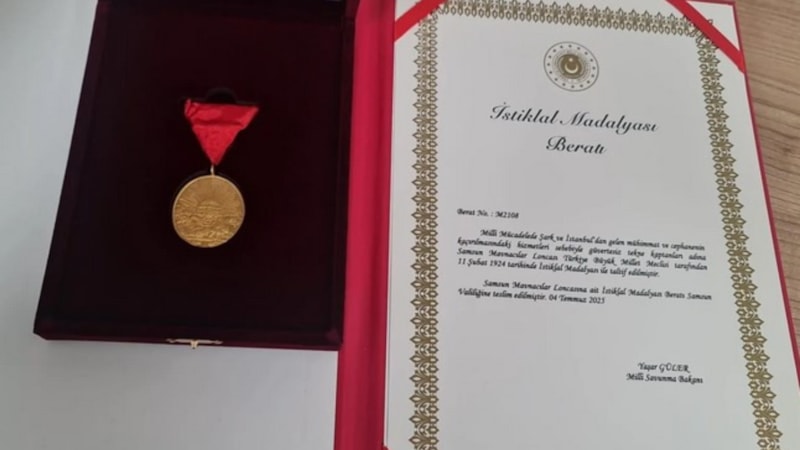 İstiklal Madalyası
Beratı
Berat No. : M2108
Milli Mücadelede Şark ve İstanbul'dan gelen mühimmat ve cephanenin
kaçırılmasındaki hizmetleri sebebiyle güvertesiz tekne kaptanları adına
Samsun Mavnacılar Loncası Türkiye Büyük Millet Meclisi tarafından
11 Şubat 1924 tarihinde İstiklal Madalyası ile taltif edilmiştir.
Samsun Mavnacılar Loncasına ait İstiklal Madalyası Beratı Samsun
Valiliğine teslim edilmiştir. 04 Temmuz 2025
Yaşar GÜLER
Milli Savunma Bakanı